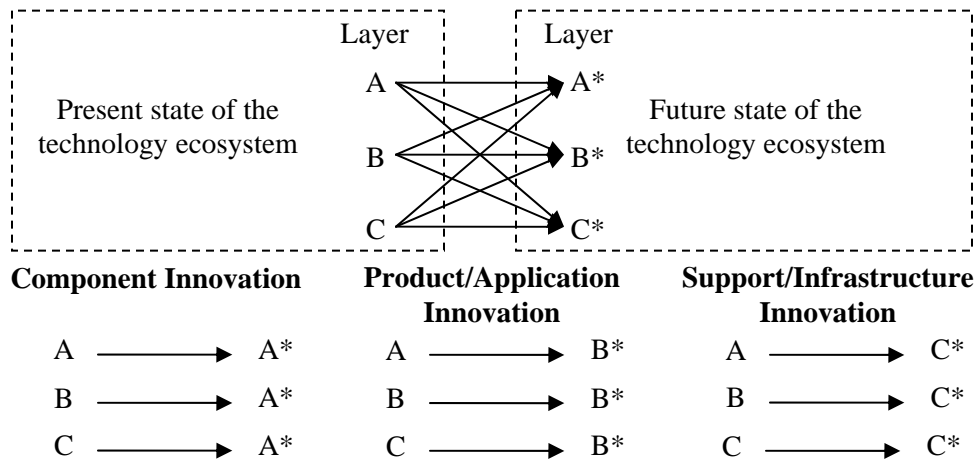 Layer Layer
A A*
Present state of the
technology ecosystem
B B*
Future state of the
technology ecosystem
C C*
Component Innovation
Product/Application
Innovation
Support/Infrastructure
Innovation
A A* A B* A C*
B A* B B* B C*
C A* C B* C C*